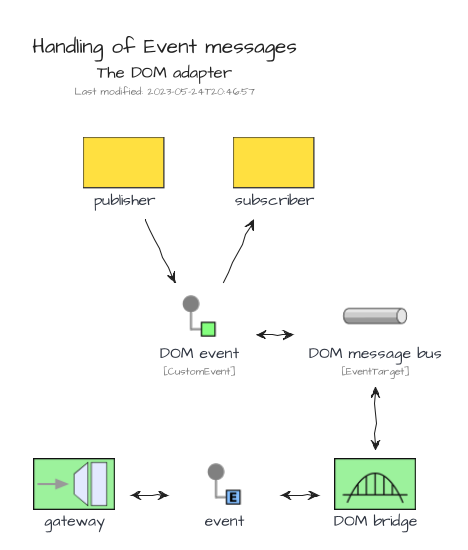 Handling of Event messages
The DOM adapter
Last modified: 2023-05-24T20:46:57
publisher
subscriber
DOM event
[CustomEvent]
DOM message bus
[EventTarget]
E
gateway
event
DOM bridge